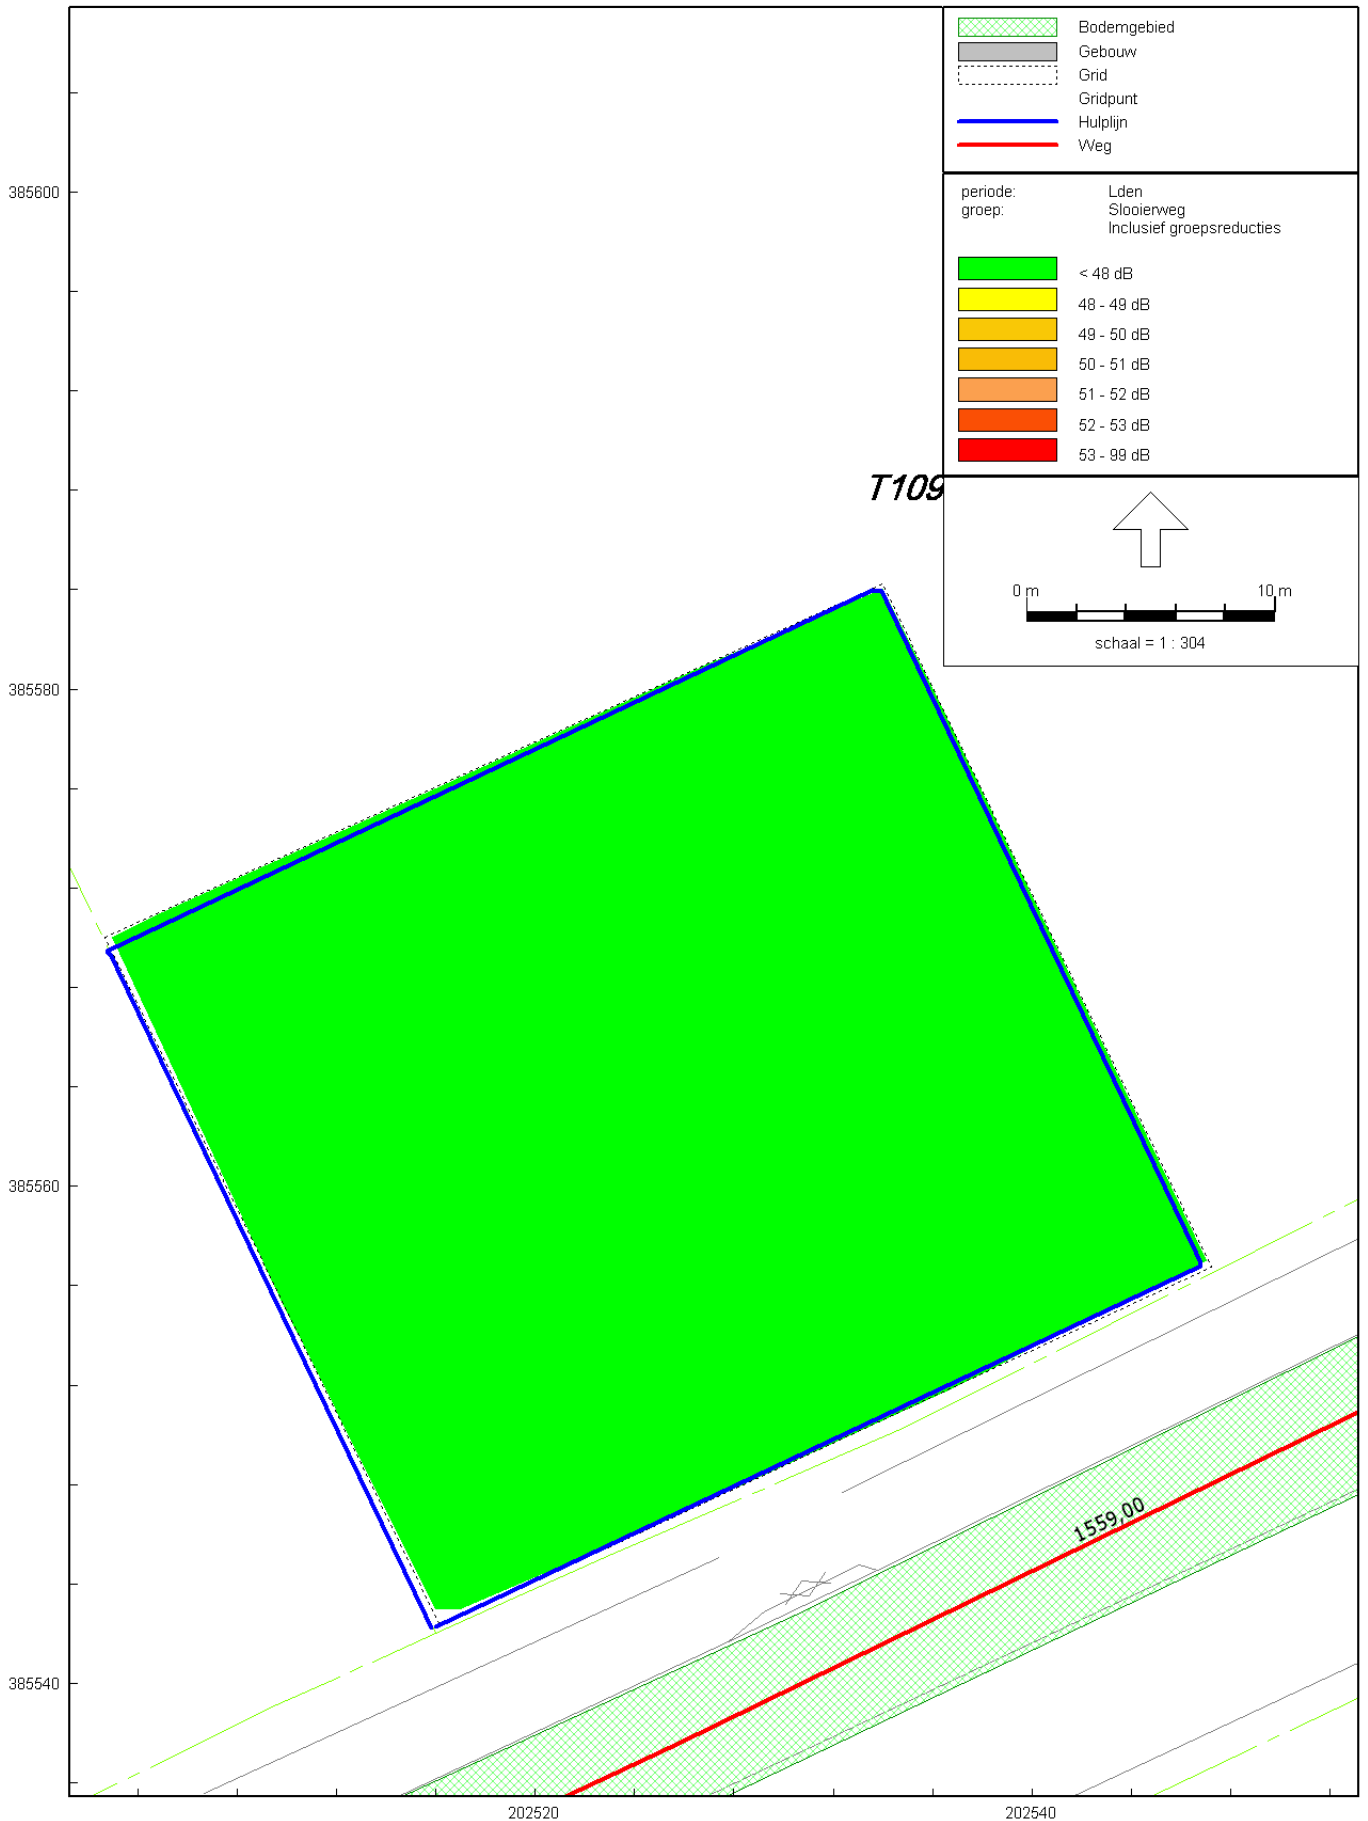 Bodemgebied
Gebouw
Grid
Gridpunt
Hulplijn
Weg
periode: Lden
groep: Slooierweg
Inclusief groepsreducties
< 48 dB
48 - 49 dB
49 - 50 dB
50 - 51 dB
51 - 52 dB
52 - 53 dB
53 - 99 dB
T109
0 m 10 m
schaal = 1 : 304
385600
385580
385560
385540
1559,00
202520 202540